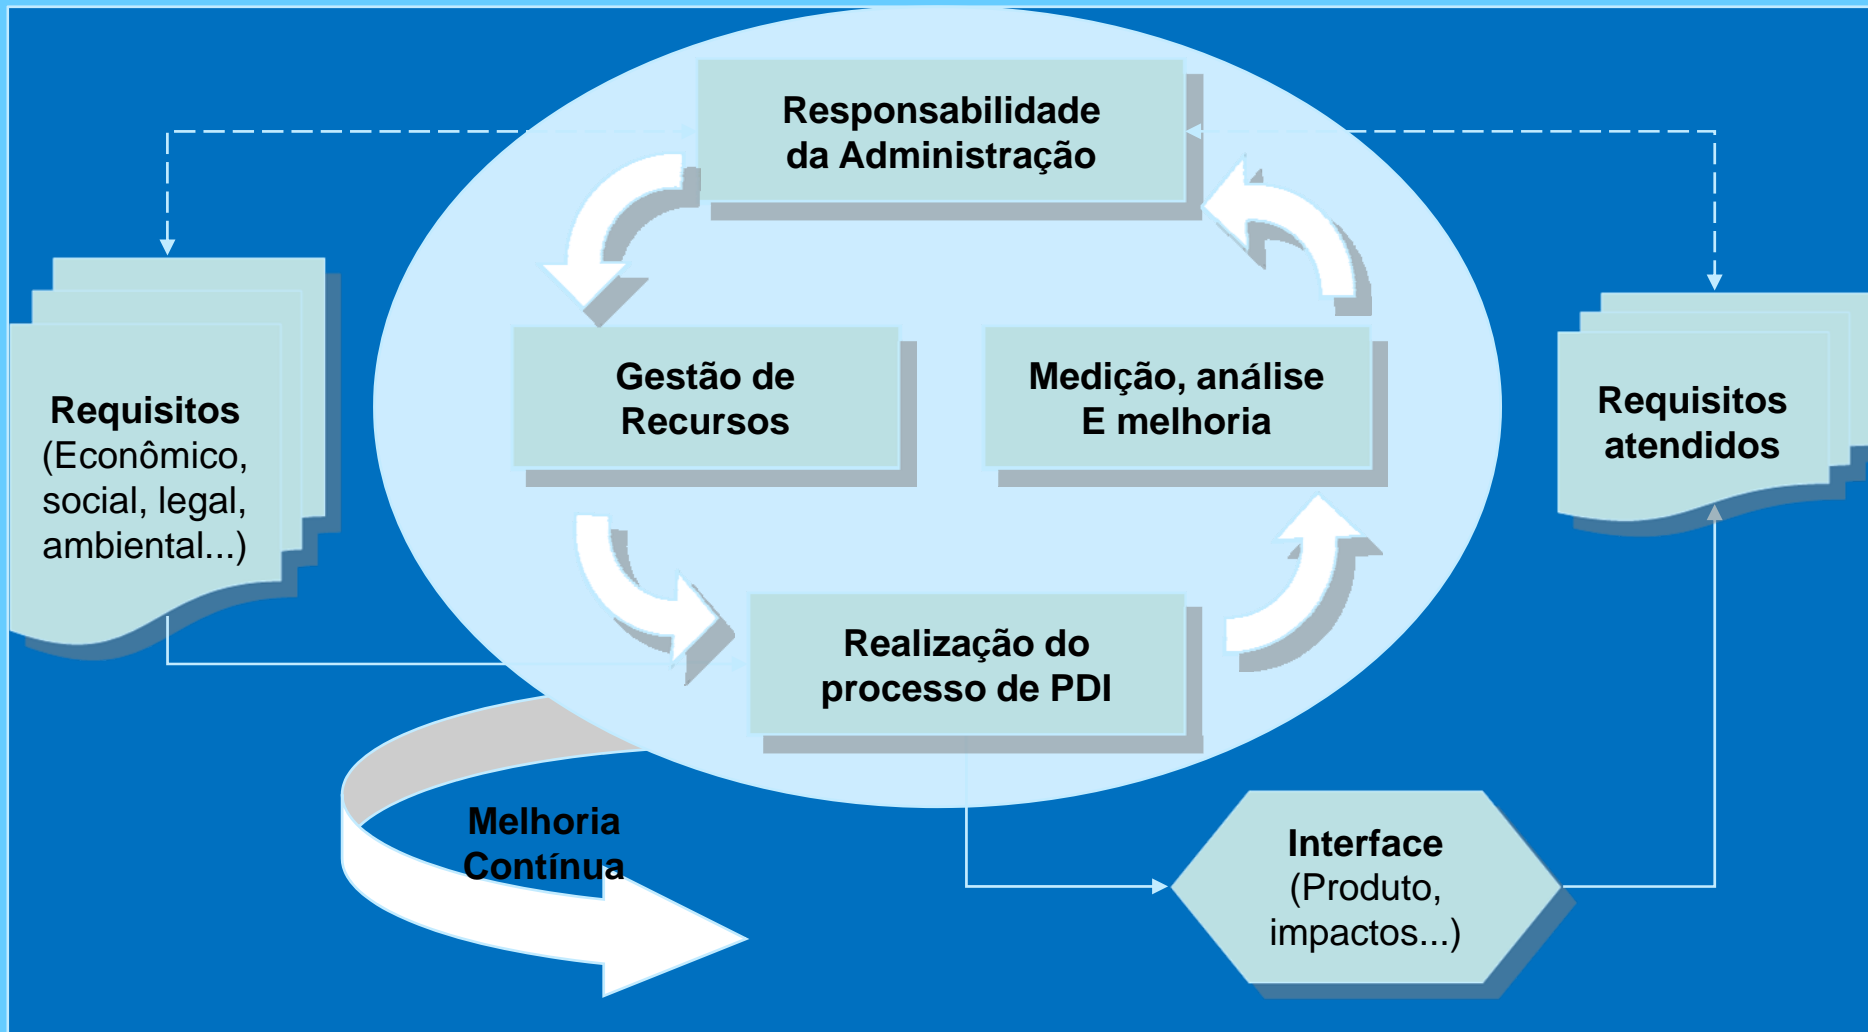 Responsabilidade
da Administração
Requisitos
(Econômico,
social, legal,
ambiental...)
Gestão de
Recursos
Medição, análise
E melhoria
Requisitos
atendidos
Realização do
processo de PDI
Melhoria
Contínua
Interface
(Produto,
impactos...)